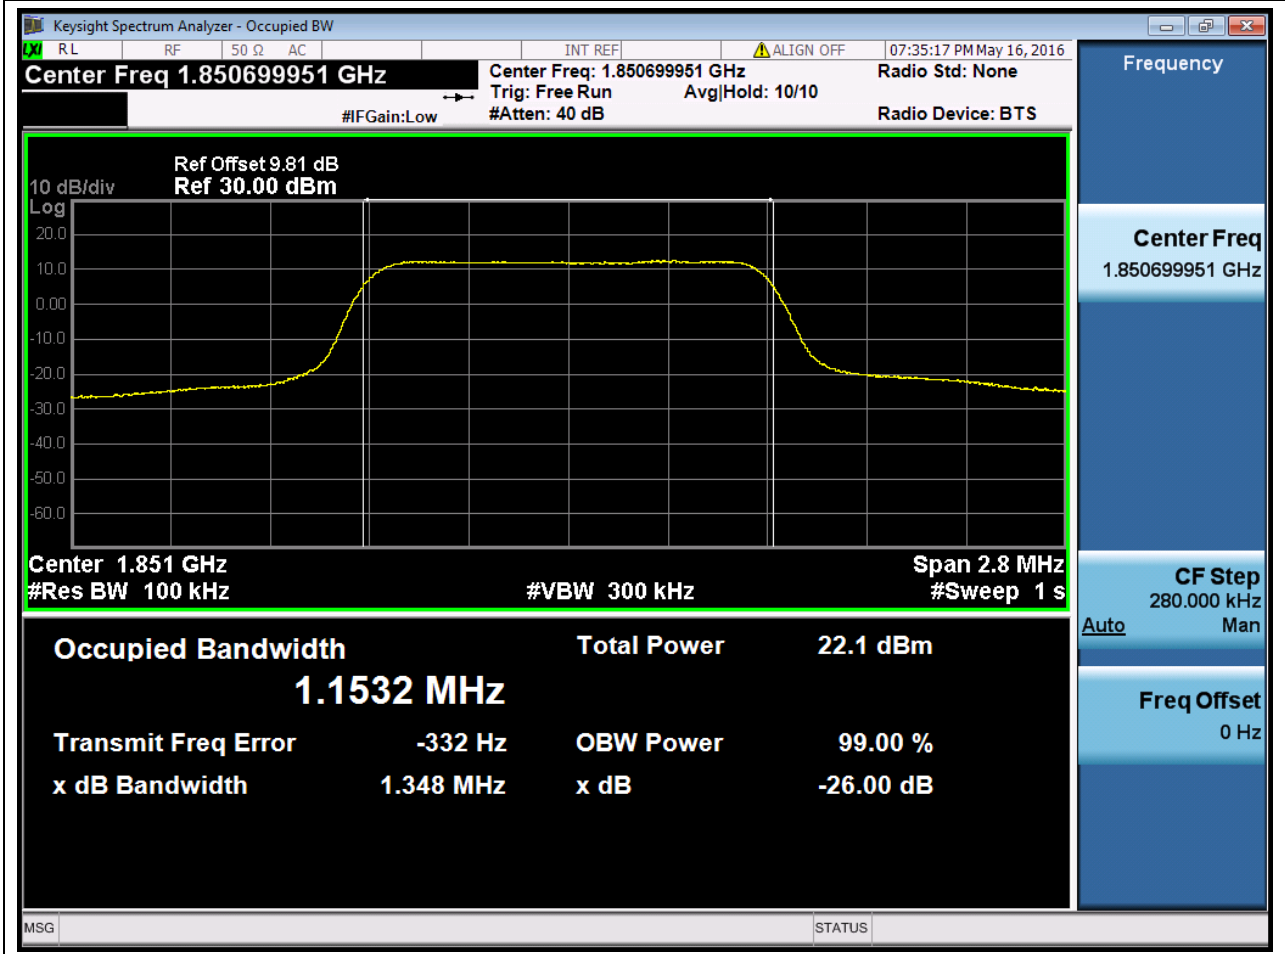 Keysight Spectrum Analyzer - Occupied BW
LXI RL RF 50 Ω AC INT REF ALIGN OFF 07:35:17 PM May 16, 2016
Center Freq 1.850699951 GHz
Center Freq: 1.850699951 GHz
Radio Std: None
Trig: Free Run Avg|Hold: 10/10
#IFGain:Low #Atten: 40 dB
Radio Device: BTS
Ref Offset 9.81 dB
10 dB/div Ref 30.00 dBm
Log
20.0
10.0
0.00
-10.0
-20.0
-30.0
-40.0
-50.0
-60.0
Center 1.851 GHz Span 2.8 MHz
#Res BW 100 kHz #VBW 300 kHz #Sweep 1 s
Occupied Bandwidth Total Power 22.1 dBm
1.1532 MHz
Transmit Freq Error -332 Hz OBW Power 99.00 %
x dB Bandwidth 1.348 MHz x dB -26.00 dB
MSG STATUS
Frequency
Center Freq
1.850699951 GHz
CF Step
280.000 kHz
Auto Man
Freq Offset
0 Hz